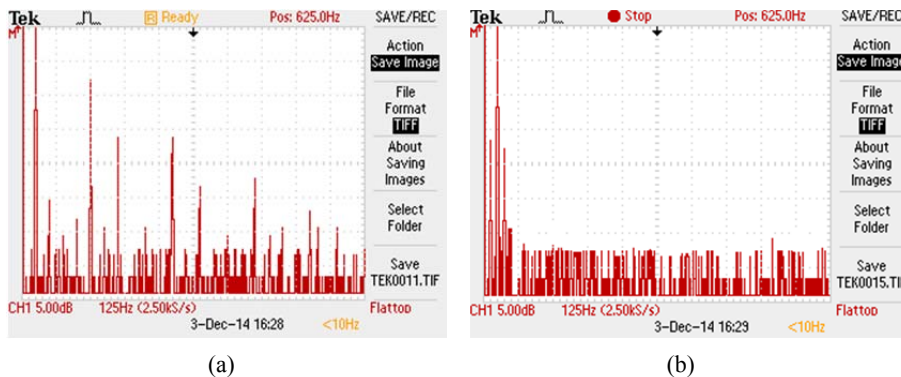 Tek R Ready Pos: 625.0Hz SAVE/REC
M
Action
Save Image
File
Format
TIFF
About
Saving
Images
Select
Folder
Save
TEK0011.TIF
CH1 5.00dB 125Hz (2.50kS/s) Flattop
3-Dec-14 16:28 <10Hz
(a)
Tek Stop Pos: 625.0Hz SAVE/REC
M
Action
Save Image
File
Format
TIFF
About
Saving
Images
Select
Folder
Save
TEK0015.TIF
CH1 5.00dB 125Hz (2.50kS/s) Flattop
3-Dec-14 16:29 <10Hz
(b)